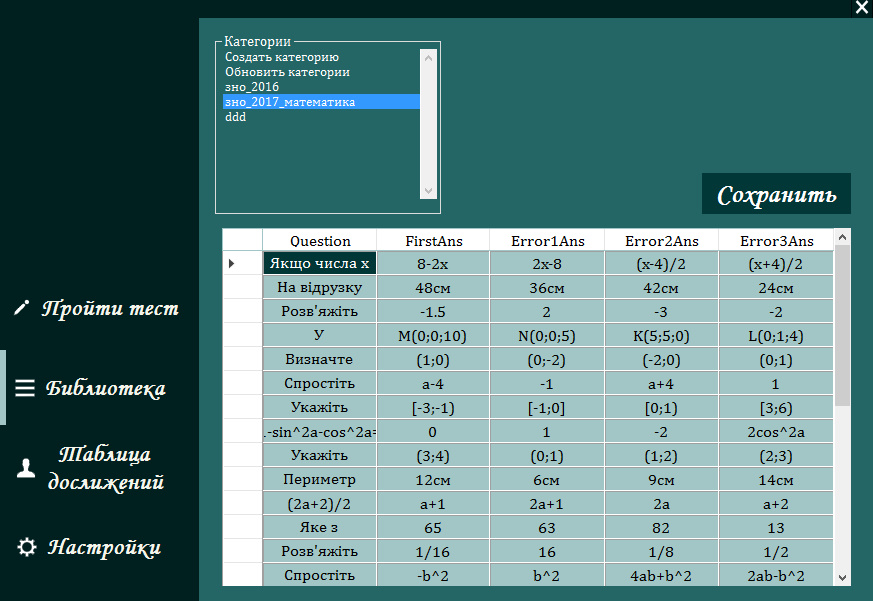 Категории
Создать категорию
Обновить категории
зно_2016
зно_2017_математика
ddd
Сохранить
Пройти тест
Библиотека
Таблица
дослижений
Настройки
Question FirstAns Error1Ans Error2Ans Error3Ans
Якщо числа x 8-2x 2x-8 (x-4)/2 (x+4)/2
На відрузку 48см 36см 42см 24см
Розв'яжіть -1.5 2 -3 -2
У M(0;0;10) N(0;0;5) K(5;5;0) L(0;1;4)
Визначте (1;0) (0;-2) (-2;0) (0;1)
Спростіть a-4 -1 a+4 1
Укажіть [-3;-1) [-1;0] [0;1) [3;6)
-sin^2a-cos^2a= 0 1 -2 2cos^2a
Укажіть (3;4) (0;1) (1;2) (2;3)
Периметр 12см 6см 9см 14см
(2a+2)/2 a+1 2a+1 2a a+2
Яке з 65 63 82 13
Розв'яжіть 1/16 16 1/8 1/2
Спростіть -b^2 b^2 4ab+b^2 2ab-b^2